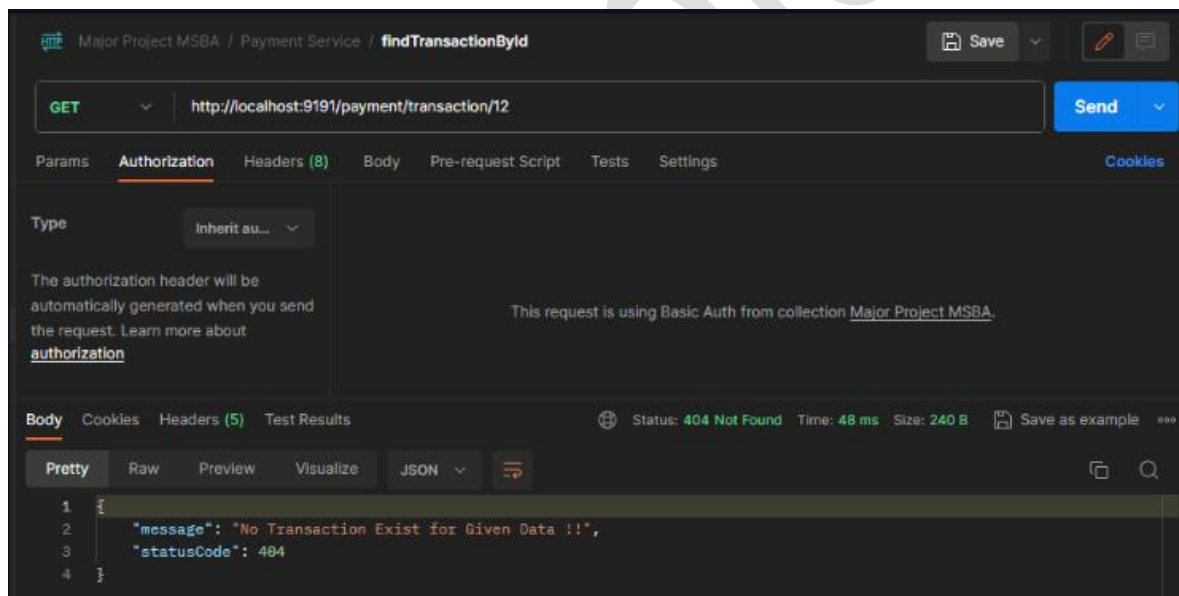 HTTP Major Project MSBA / Payment Service / findTransactionById Save
GET http://localhost:9191/payment/transaction/12 Send
Params Authorization Headers (8) Body Pre-request Script Tests Settings Cookies
Type Inherit au...
The authorization header will be
automatically generated when you send
the request. Learn more about
authorization
This request is using Basic Auth from collection Major Project MSBA.
Body Cookies Headers (5) Test Results Status: 404 Not Found Time: 48 ms Size: 240 B Save as example
Pretty Raw Preview Visualize JSON
1 {
2 "message": "No Transaction Exist for Given Data !!",
3 "statusCode": 404
4 }